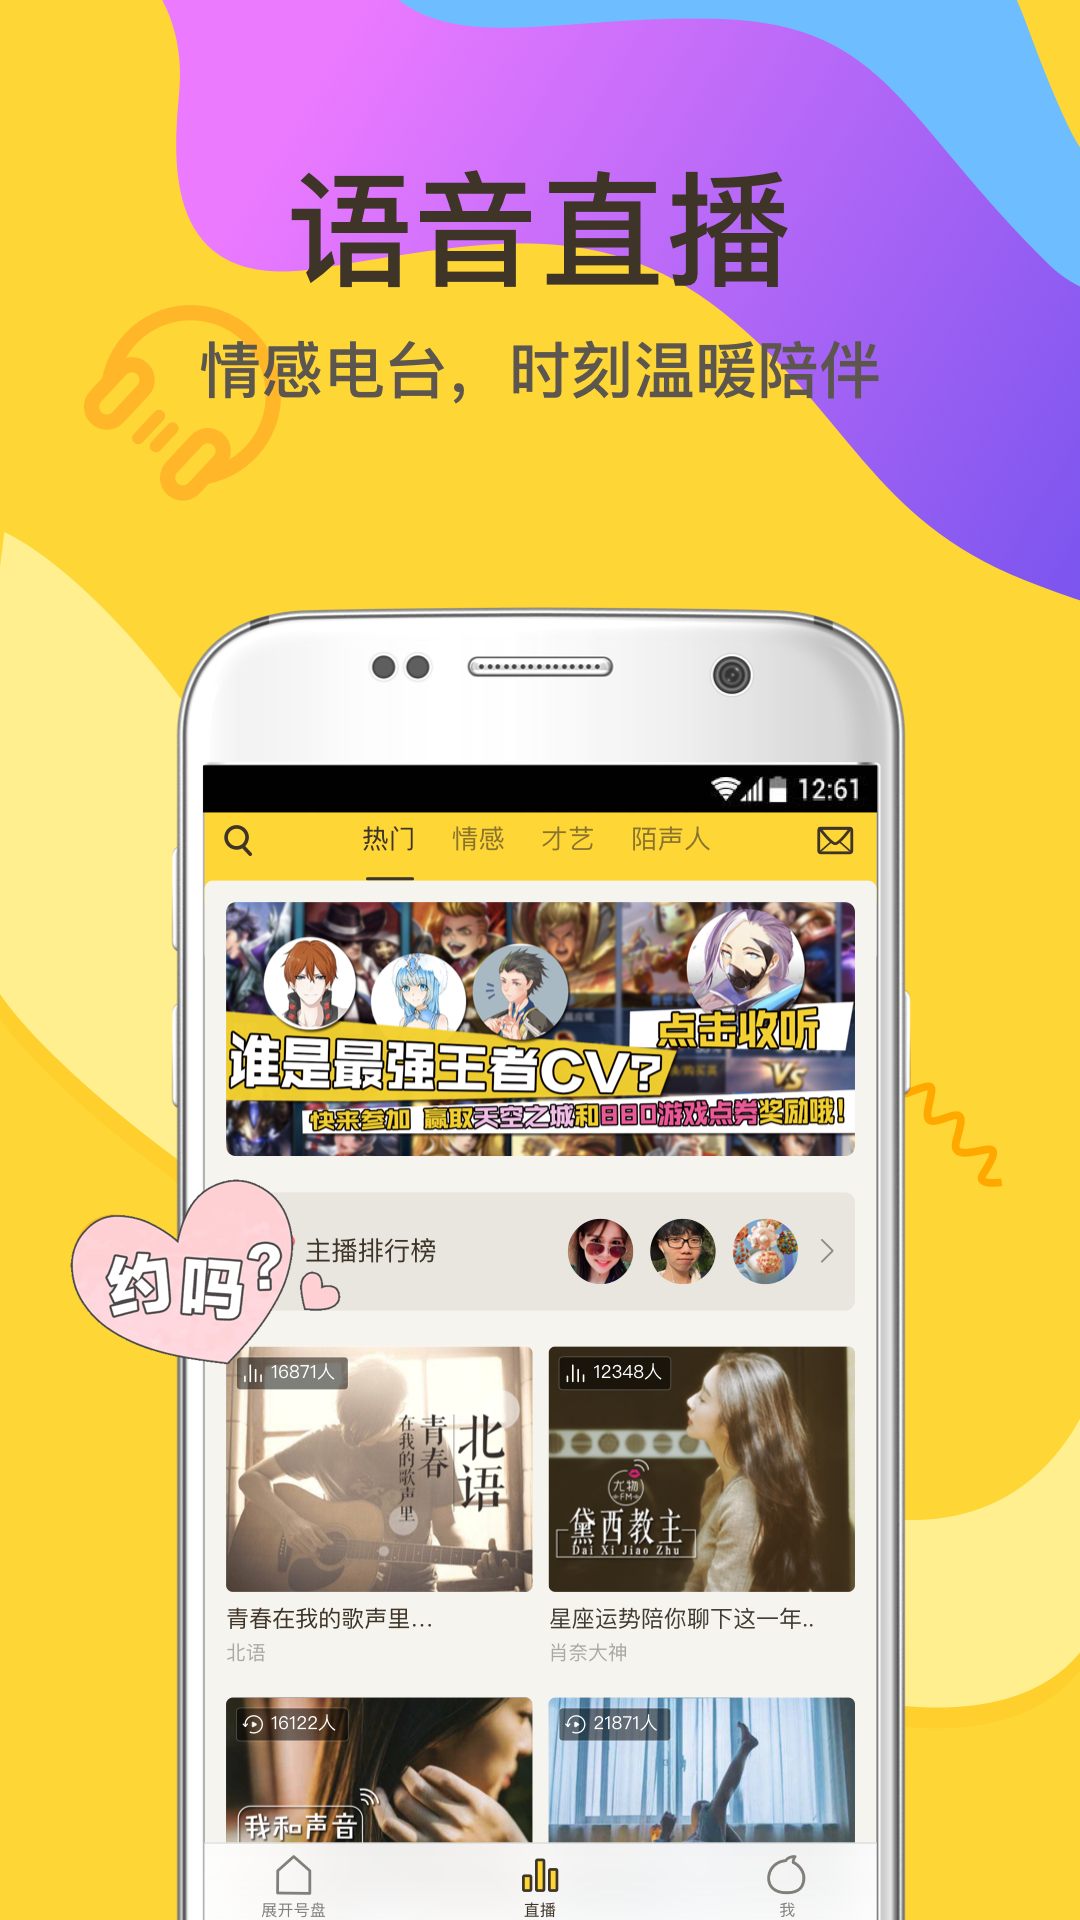 语音直播
情感电台，时刻温暖陪伴
12:61
热门 情感 才艺 陌声人
点击收听
谁是最强王者CV?
VS
快来参加 赢取天空之城和880游戏点券奖励哦!
约吗?
主播排行榜
16871人
北语
青春
在我的歌声里
12348人
尤物
FM
黛西教主
Dai Xi Jiao Zhu
青春在我的歌声里...
北语
星座运势陪你聊下这一年..
肖奈大神
16122人
我和声音
21871人
展开号盘 直播 我